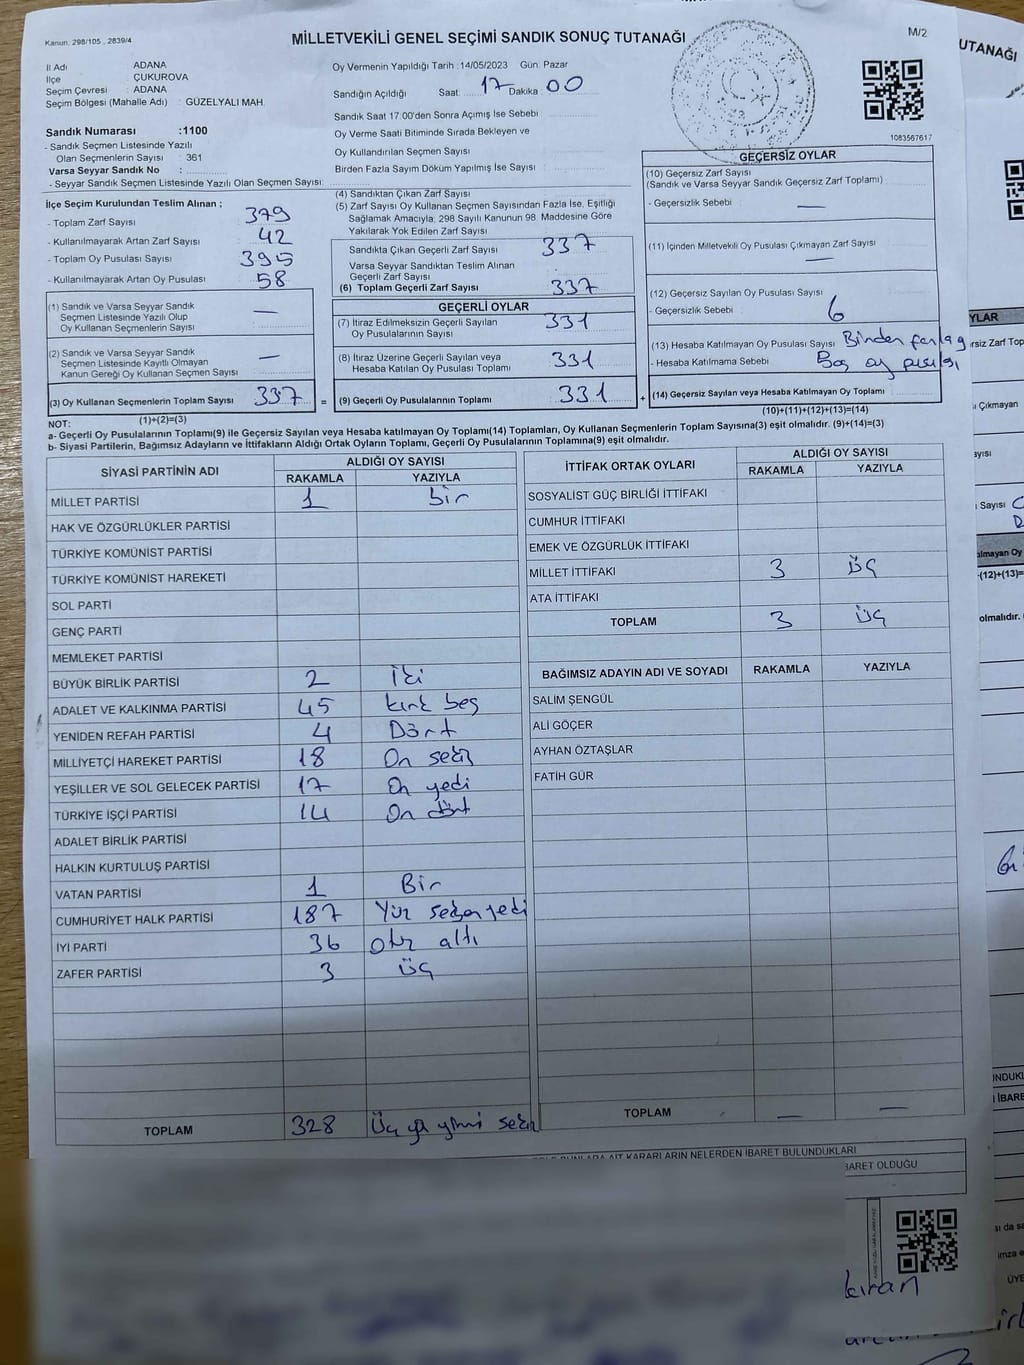 Kanun. 298/105 , 2839/4
MİLLETVEKİLİ GENEL SEÇİMİ SANDIK SONUÇ TUTANAĞI
M/2
İl Adı ADANA
İlçe ÇUKUROVA
Seçim Çevresi : ADANA
Seçim Bölgesi (Mahalle Adı) : GÜZELYALI MAH.
Sandık Numarası :1100
- Sandık Seçmen Listesinde Yazılı
Olan Seçmenlerin Sayısı : 361
Varsa Seyyar Sandık No :
- Seyyar Sandık Seçmen Listesinde Yazılı Olan Seçmen Sayısı:
Oy Vermenin Yapıldığı Tarih :14/05/2023 Gün: Pazar
Sandığın Açıldığı Saat: 17 Dakika 00
Sandık Saat 17:00'den Sonra Açımış İse Sebebi
Oy Verme Saati Bitiminde Sırada Bekleyen ve
Oy Kullandırılan Seçmen Sayısı
Birden Fazla Sayım Döküm Yapılmış İse Sayısı
1083567617
İlçe Seçim Kurulundan Teslim Alınan ;
- Toplam Zarf Sayısı 379
- Kullanılmayarak Artan Zarf Sayısı 42
- Toplam Oy Pusulası Sayısı 395
- Kullanılmayarak Artan Oy Pusulası 58
(1) Sandık ve Varsa Seyyar Sandık
Seçmen Listesinde Yazılı Olup
Oy Kullanan Seçmenlerin Sayısı —
(2) Sandık ve Varsa Seyyar Sandık
Seçmen Listesinde Kayıtlı Olmayan
Kanun Gereği Oy Kullanan Seçmen Sayısı —
(3) Oy Kullanan Seçmenlerin Toplam Sayısı 337 =
(1)+(2)=(3)
(4) Sandıktan Çıkan Zarf Sayısı
(5) Zarf Sayısı Oy Kullanan Seçmen Sayısından Fazla İse, Eşitliği
Sağlamak Amacıyla, 298 Sayılı Kanunun 98. Maddesine Göre
Yakılarak Yok Edilen Zarf Sayısı
Sandıkta Çıkan Geçerli Zarf Sayısı 337
Varsa Seyyar Sandıktan Teslim Alınan
Geçerli Zarf Sayısı
(6) Toplam Geçerli Zarf Sayısı 337
GEÇERLİ OYLAR
(7) İtiraz Edilmeksizin Geçerli Sayılan
Oy Pusulalarının Sayısı 331
(8) İtiraz Üzerine Geçerli Sayılan veya
Hesaba Katılan Oy Pusulası Toplamı 331
(9) Geçerli Oy Pusulalarının Toplamı 331 +
GEÇERSİZ OYLAR
(10) Geçersiz Zarf Sayısı
(Sandık ve Varsa Seyyar Sandık Geçersiz Zarf Toplamı)
- Geçersizlik Sebebi —
(11) İçinden Milletvekili Oy Pusulası Çıkmayan Zarf Sayısı
—
(12) Geçersiz Sayılan Oy Pusulası Sayısı
- Geçersizlik Sebebi 6
(13) Hesaba Katılmayan Oy Pusulası Sayısı Birden fazla
- Hesaba Katılmama Sebebi Boş oy pusulası
(14) Geçersiz Sayılan veya Hesaba Katılmayan Oy Toplamı
(10)+(11)+(12)+(13)=(14)
NOT:
a- Geçerli Oy Pusulalarının Toplamı(9) ile Geçersiz Sayılan veya Hesaba katılmayan Oy Toplamı(14) Toplamları, Oy Kullanan Seçmenlerin Toplam Sayısına(3) eşit olmalıdır. (9)+(14)=(3)
b- Siyasi Partilerin, Bağımsız Adayların ve İttifakların Aldığı Ortak Oyların Toplamı, Geçerli Oy Pusulalarının Toplamına(9) eşit olmalıdır.
SİYASİ PARTİNİN ADI ALDIĞI OY SAYISI
RAKAMLA YAZIYLA
MİLLET PARTİSİ 1 bir
HAK VE ÖZGÜRLÜKLER PARTİSİ
TÜRKİYE KOMÜNİST PARTİSİ
TÜRKİYE KOMÜNİST HAREKETİ
SOL PARTİ
GENÇ PARTİ
MEMLEKET PARTİSİ
BÜYÜK BİRLİK PARTİSİ 2 İki
ADALET VE KALKINMA PARTİSİ 45 kırk beş
YENİDEN REFAH PARTİSİ 4 Dört
MİLLİYETÇİ HAREKET PARTİSİ 18 On sekiz
YEŞİLLER VE SOL GELECEK PARTİSİ 17 On yedi
TÜRKİYE İŞÇİ PARTİSİ 14 On dört
ADALET BİRLİK PARTİSİ
HALKIN KURTULUŞ PARTİSİ
VATAN PARTİSİ 1 Bir
CUMHURİYET HALK PARTİSİ 187 Yüz seksen yedi
İYİ PARTİ 36 otuz altı
ZAFER PARTİSİ 3 üç
TOPLAM 328 Üç yüz yirmi sekiz
İTTİFAK ORTAK OYLARI ALDIĞI OY SAYISI
RAKAMLA YAZIYLA
SOSYALİST GÜÇ BİRLİĞİ İTTİFAKI
CUMHUR İTTİFAKI
EMEK VE ÖZGÜRLÜK İTTİFAKI
MİLLET İTTİFAKI 3 üç
ATA İTTİFAKI
TOPLAM 3 üç
BAĞIMSIZ ADAYIN ADI VE SOYADI RAKAMLA YAZIYLA
SALİM ŞENGÜL
ALİ GÖÇER
AYHAN ÖZTAŞLAR
FATİH GÜR
TOPLAM — —
BUNLARA AİT KARARLARIN NELERDEN İBARET BULUNDUKLARI
BARET OLDUĞU
kıran
UTANAĞI
YLAR
rsiz Zarf Top
Çıkmayan
ayısı
Sayısı
lmayan Oy
(12)+(13)=
olmalıdır.
INDUKL
İBARE
sı da sa
imza e
ÜYE